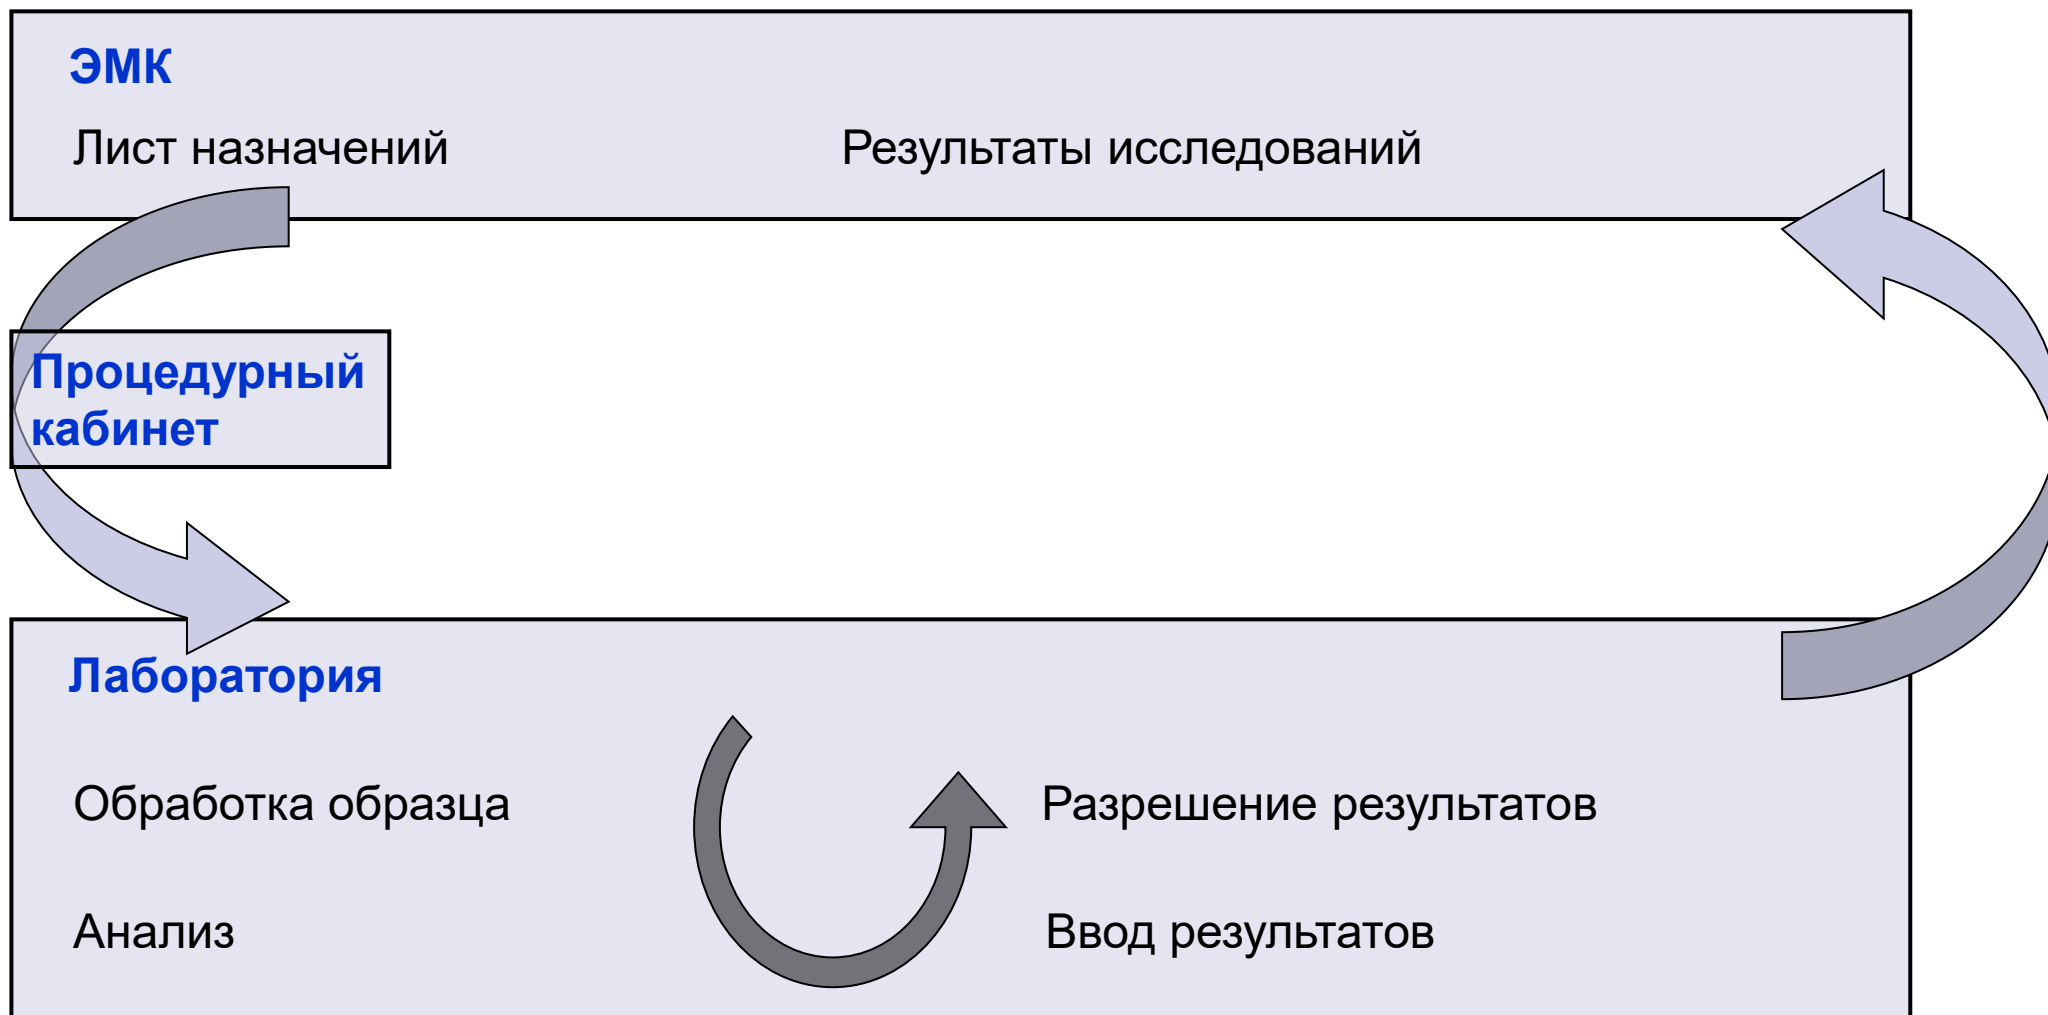 ЭМК
Лист назначений
Результаты исследований
Процедурный
кабинет
Лаборатория
Обработка образца
Разрешение результатов
Анализ
Ввод результатов